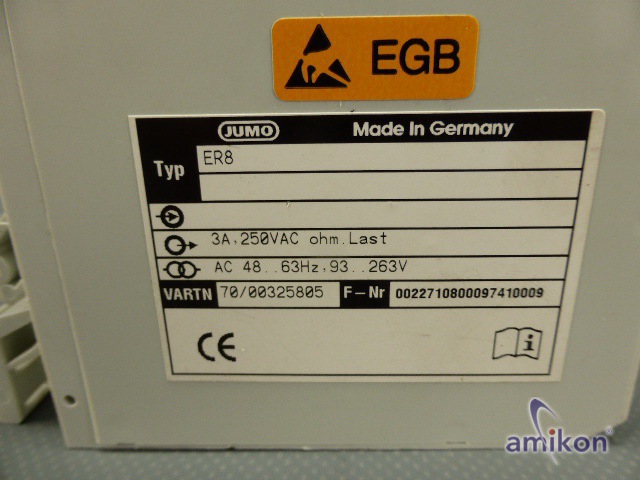 EGB
JUMO Made In Germany
Typ ER8
3A,250VAC ohm.Last
AC 48..63Hz,93..263V
VARTN 70/00325805 F-Nr 0022710800097410009
CE
i
amikon